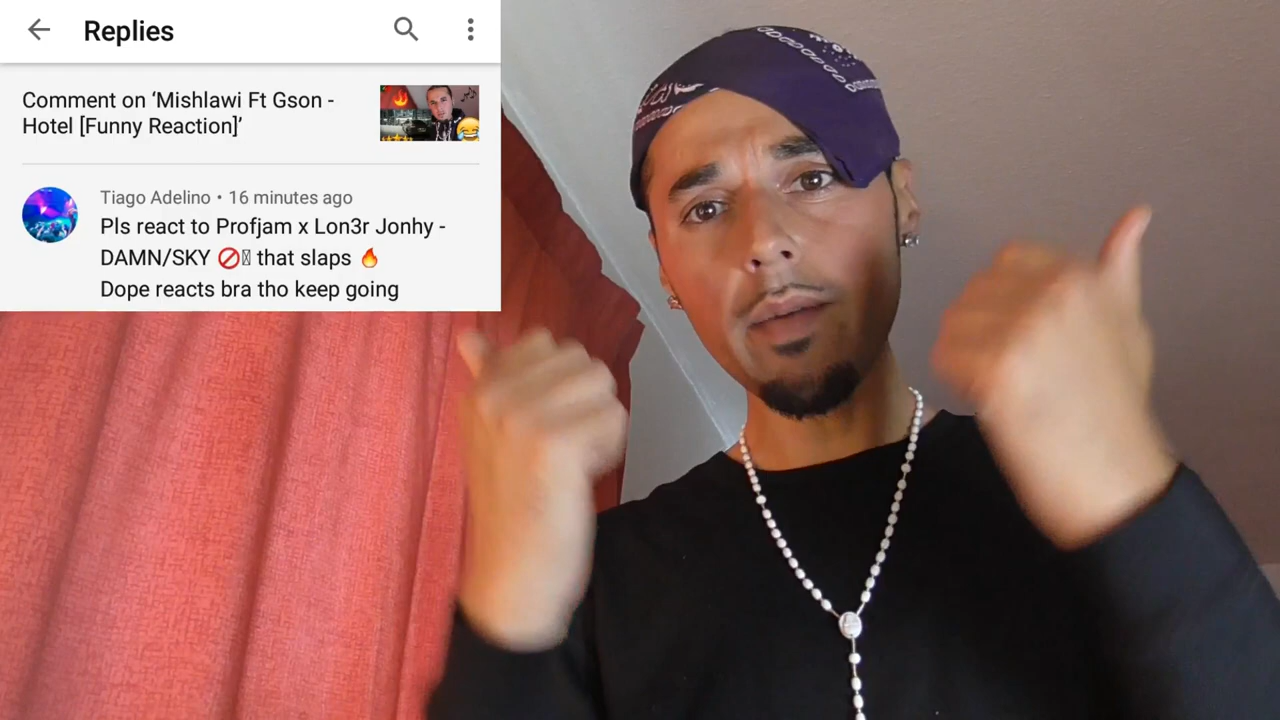 Replies
Comment on ‘Mishlawi Ft Gson -
Hotel [Funny Reaction]’
Tiago Adelino • 16 minutes ago
Pls react to Profjam x Lon3r Jonhy -
DAMN/SKY 🚫 that slaps 🔥
Dope reacts bra tho keep going